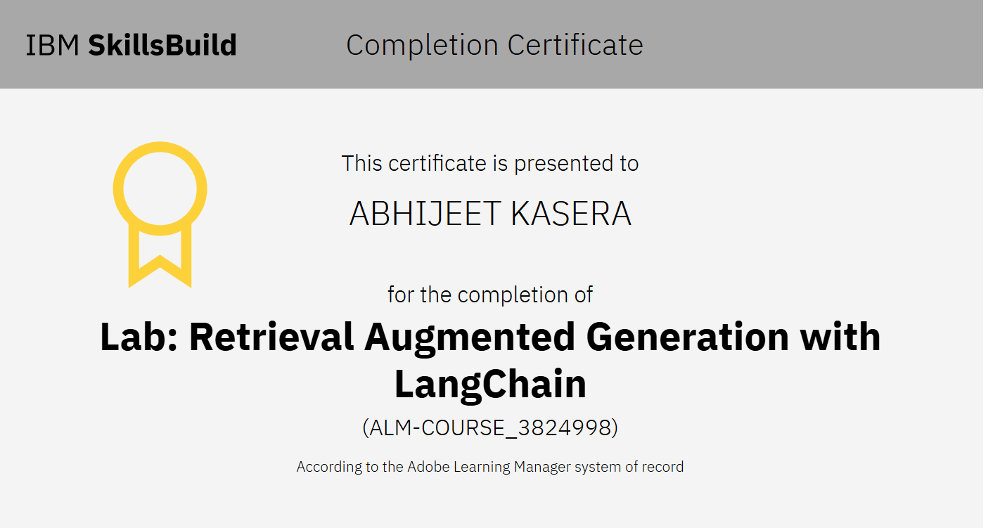 IBM SkillsBuild
Completion Certificate
This certificate is presented to
ABHIJEET KASERA
for the completion of
Lab: Retrieval Augmented Generation with
LangChain
(ALM-COURSE_3824998)
According to the Adobe Learning Manager system of record